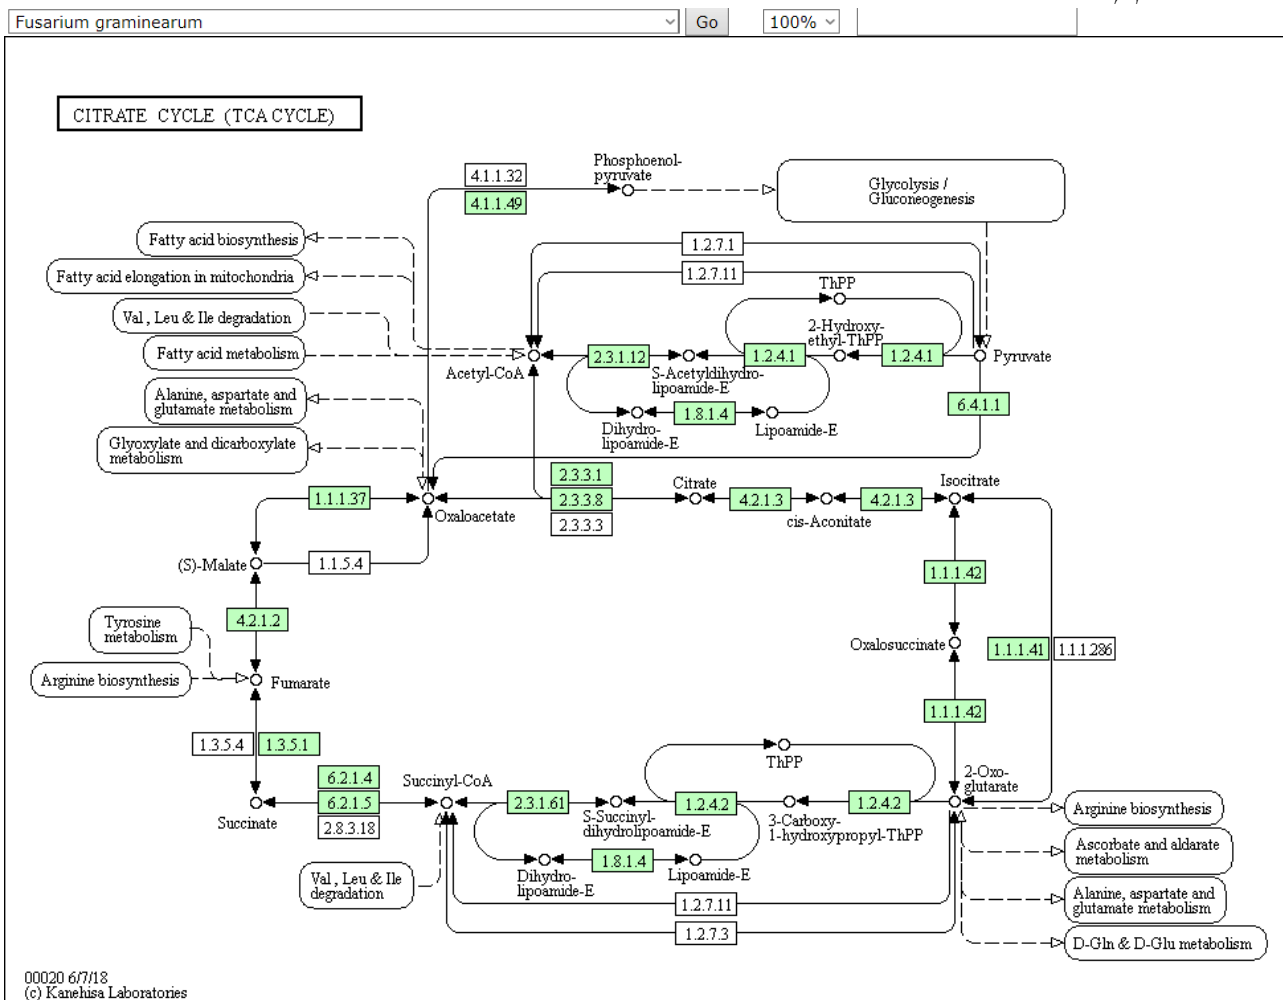 Fusarium graminearum
Go
100%
CITRATE CYCLE (TCA CYCLE)
Phosphoenol-
pyruvate
4.1.1.32
4.1.1.49
Glycolysis /
Gluconeogenesis
Fatty acid biosynthesis
Fatty acid elongation in mitochondria
Val , Leu & Ile degradation
Fatty acid metabolism
Alanine, aspartate and
glutamate metabolism
Glyoxylate and dicarboxylate
metabolism
1.2.7.1
1.2.7.11
ThPP
2-Hydroxy-
ethyl-ThPP
Acetyl-CoA
2.3.1.12
S-Acetyldihydro-
lipoamide-E
1.2.4.1
1.2.4.1
Pyruvate
Dihydro-
lipoamide-E
1.8.1.4
Lipoamide-E
6.4.1.1
1.1.1.37
Oxaloacetate
2.3.3.1
2.3.3.8
2.3.3.3
Citrate
4.2.1.3
cis-Aconitate
4.2.1.3
Isocitrate
(S)-Malate
1.1.5.4
1.1.1.42
Tyrosine
metabolism
4.2.1.2
Oxalosuccinate
1.1.1.41
1.1.1.286
Arginine biosynthesis
Fumarate
1.1.1.42
1.3.5.4
1.3.5.1
ThPP
6.2.1.4
6.2.1.5
2.8.3.18
Succinate
Succinyl-CoA
2.3.1.61
S-Succinyl-
dihydrolipoamide-E
1.2.4.2
3-Carboxy-
1-hydroxypropyl-ThPP
1.2.4.2
2-Oxo-
glutarate
Dihydro-
lipoamide-E
1.8.1.4
Lipoamide-E
Val , Leu & Ile
degradation
1.2.7.11
1.2.7.3
Arginine biosynthesis
Ascorbate and aldarate
metabolism
Alanine, aspartate and
glutamate metabolism
D-Gln & D-Glu metabolism
00020 6/7/18
(c) Kanehisa Laboratories